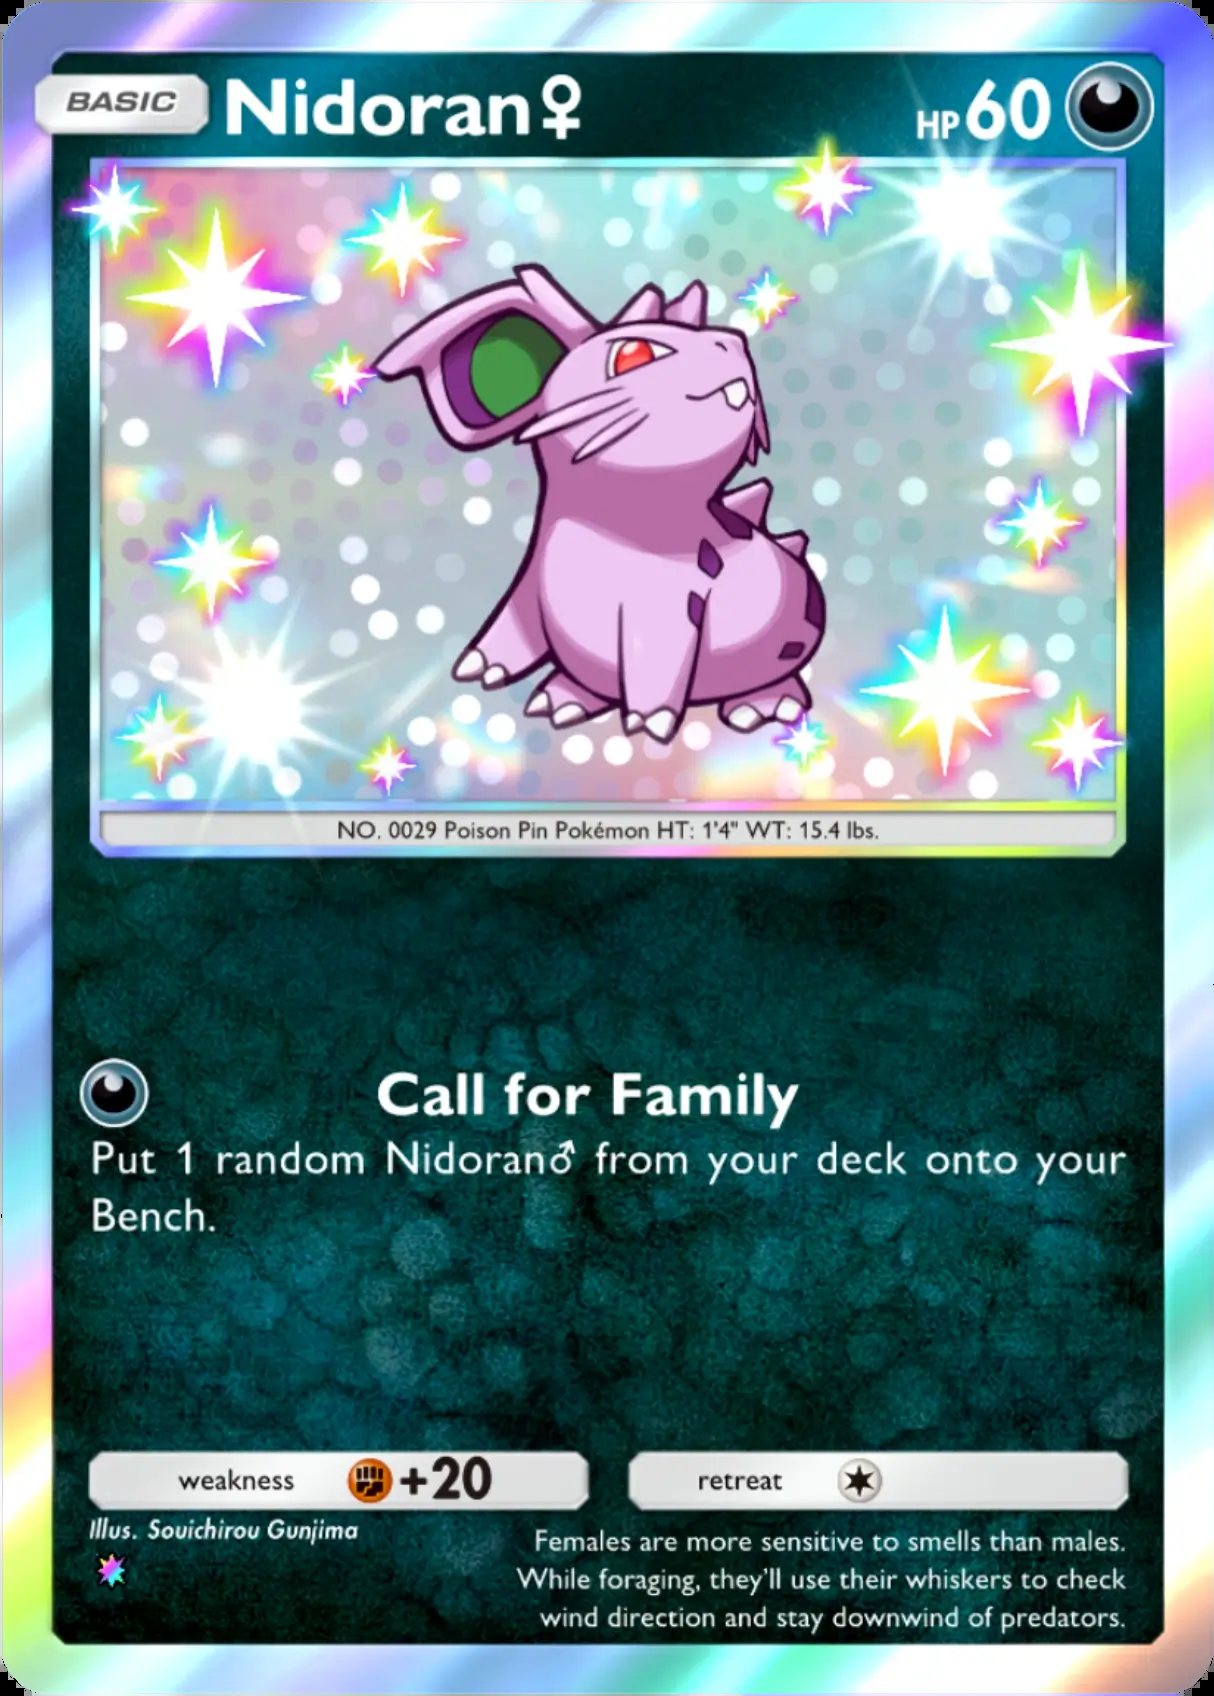 BASIC Nidoran♀ HP60
NO. 0029 Poison Pin Pokémon HT: 1'4" WT: 15.4 lbs.
Call for Family
Put 1 random Nidoran♂ from your deck onto your
Bench.
weakness +20 retreat
Illus. Souichirou Gunjima
Females are more sensitive to smells than males.
While foraging, they'll use their whiskers to check
wind direction and stay downwind of predators.